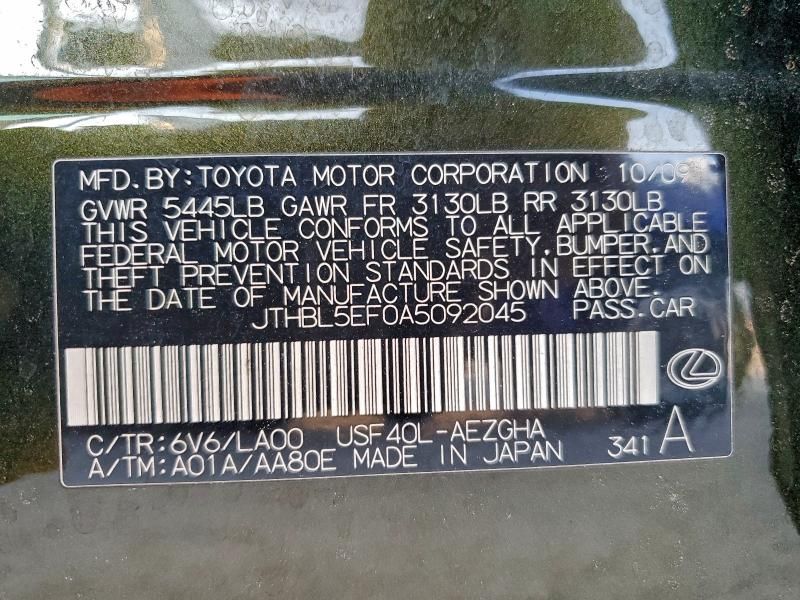 MFD.BY:TOYOTA MOTOR CORPORATION 10/09
GVWR 5445LB GAWR FR 3130LB RR 3130LB
THIS VEHICLE CONFORMS TO ALL APPLICABLE
FEDERAL MOTOR VEHICLE SAFETY,BUMPER,AND
THEFT PREVENTION STANDARDS IN EFFECT ON
THE DATE OF MANUFACTURE SHOWN ABOVE.
JTHBL5EF0A5092045 PASS.CAR
C/TR:6V6/LA00 USF40L-AEZGHA
A/TM:A01A/AA80E MADE IN JAPAN 341 A